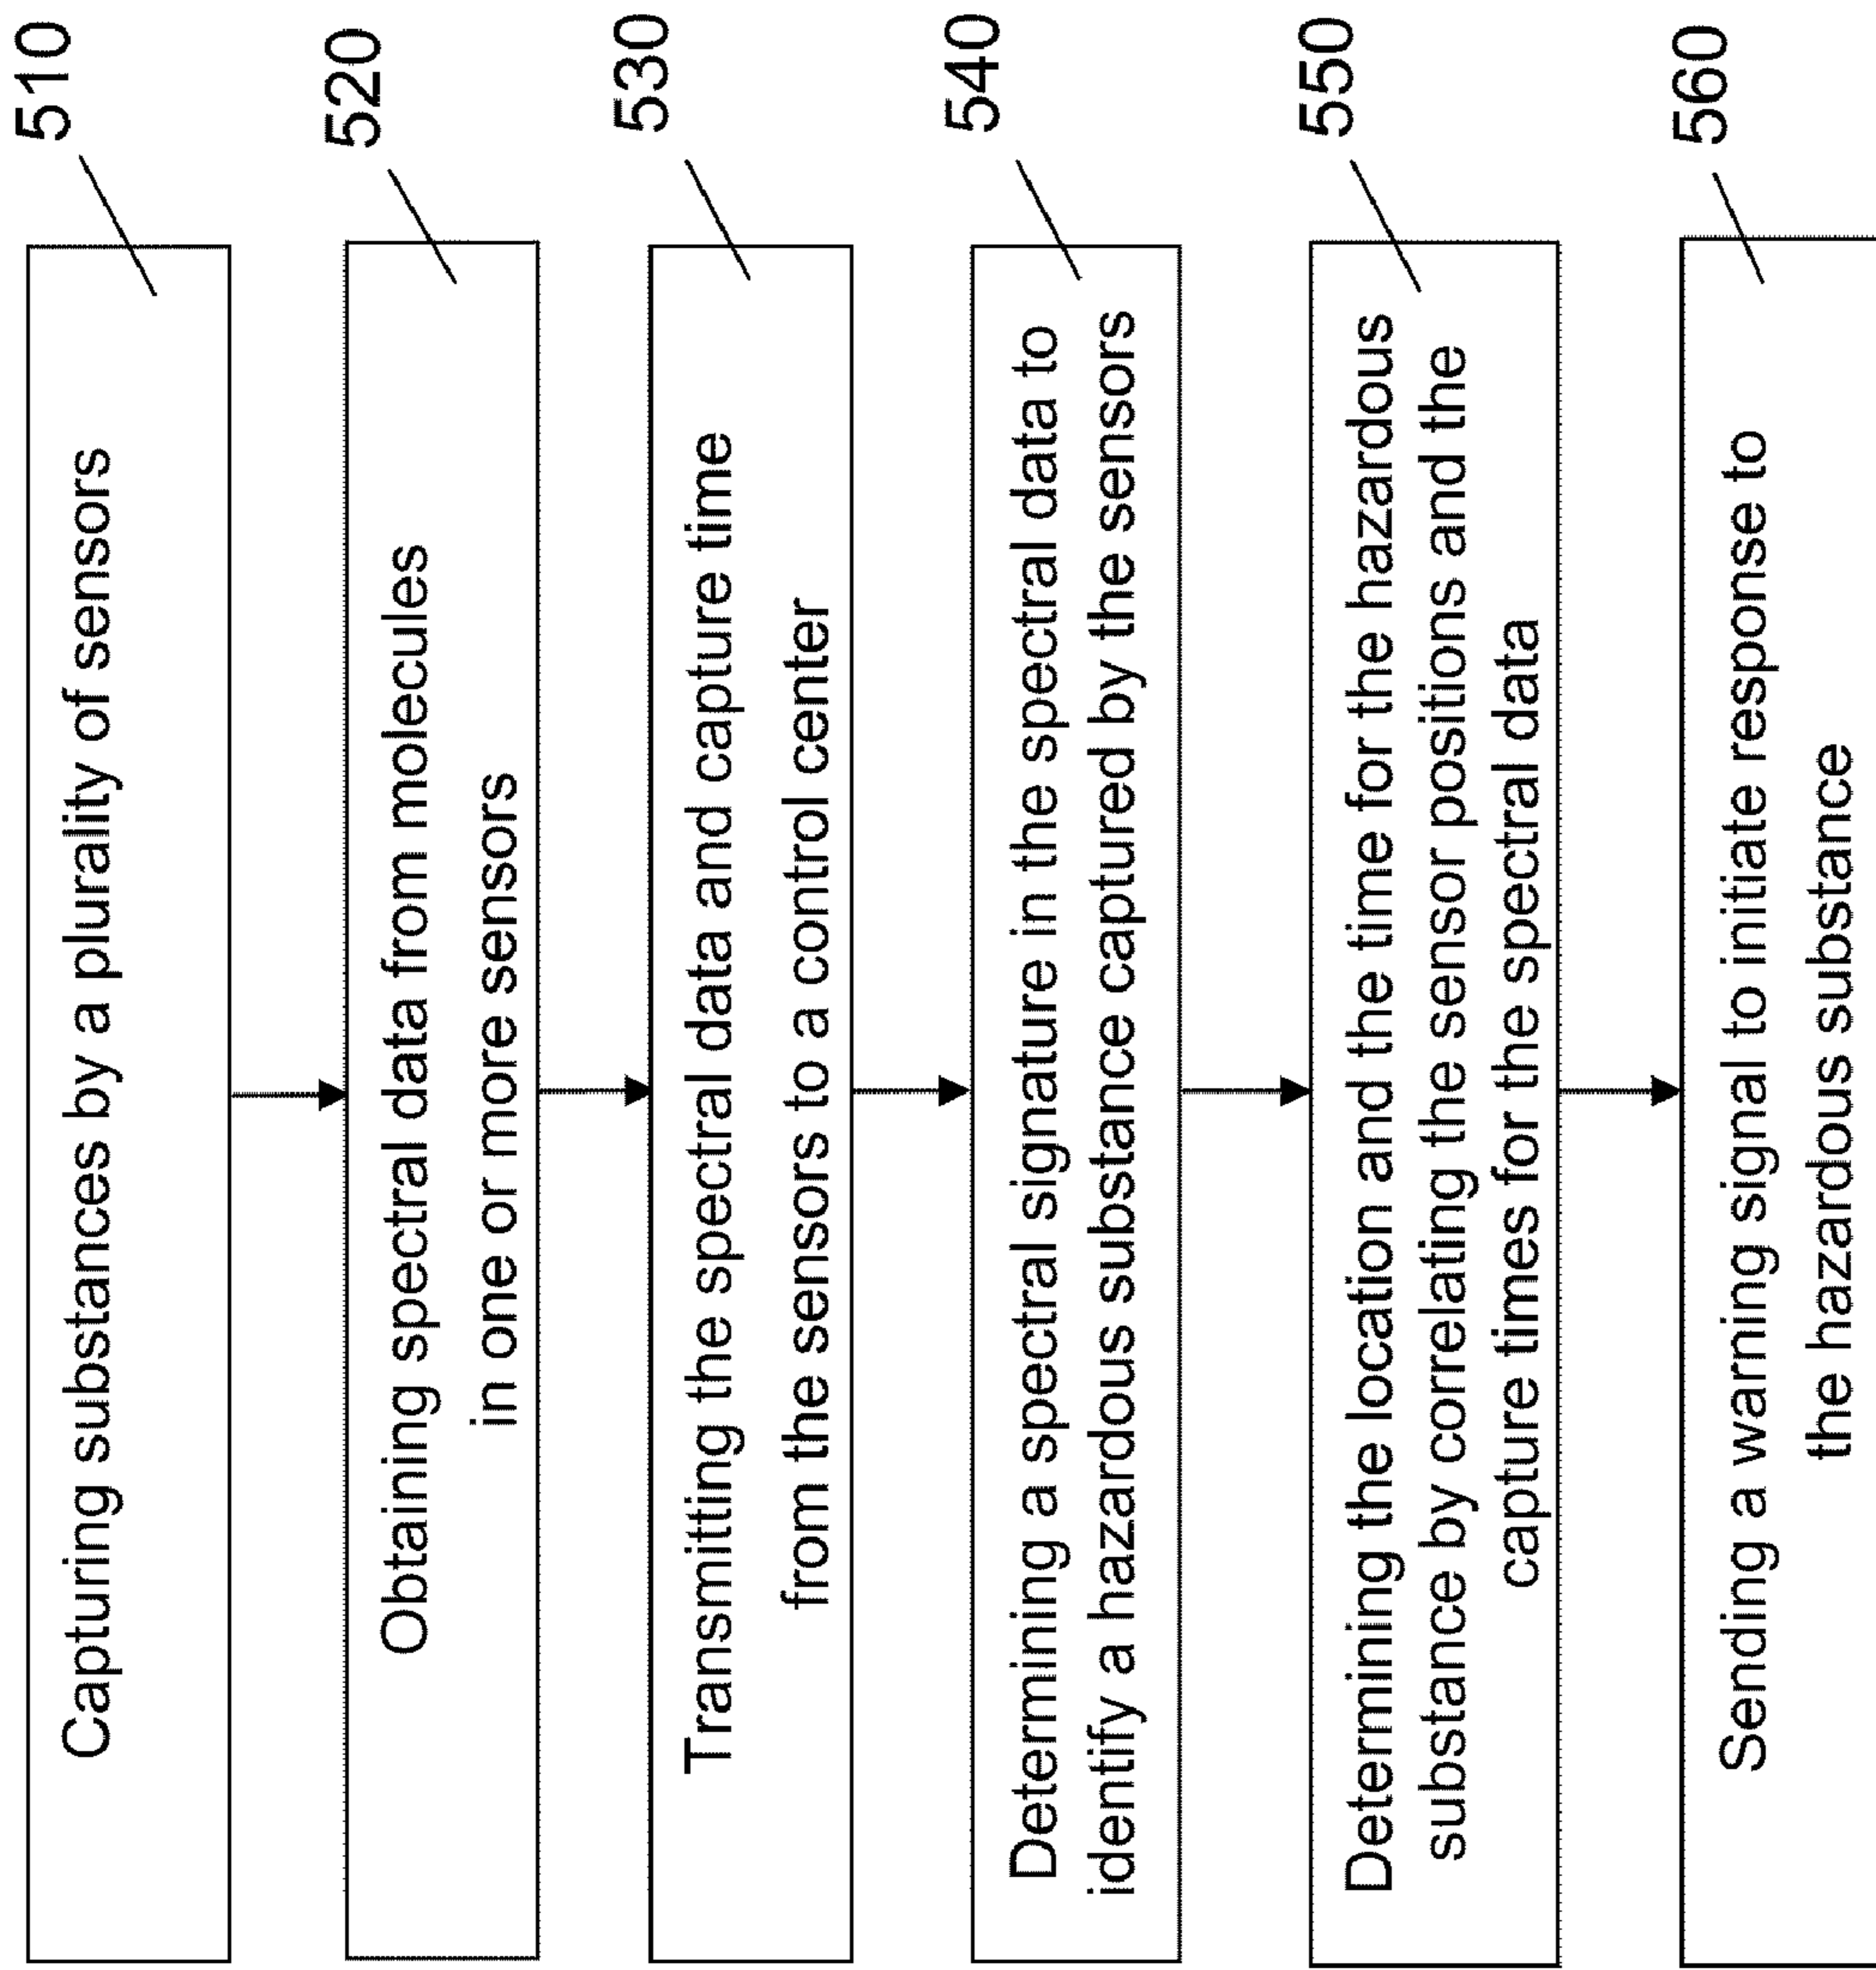 510
Capturing substances by a plurality of sensors
520
Obtaining spectral data from molecules
in one or more sensors
530
Transmitting the spectral data and capture time
from the sensors to a control center
540
Determining a spectral signature in the spectral data to
identify a hazardous substance captured by the sensors
550
Determining the location and the time for the hazardous
substance by correlating the sensor positions and the
capture times for the spectral data
560
Sending a warning signal to initiate response to
the hazardous substance